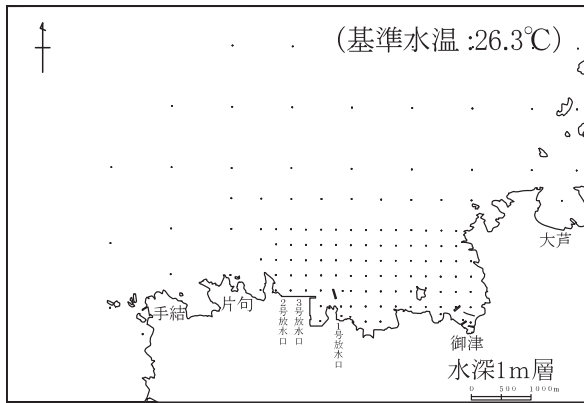 (基準水温:26.3℃)
大芦
片句
手結
2号放水口
3号放水口
1号放水口
御津
水深1m層
0 500 1000m